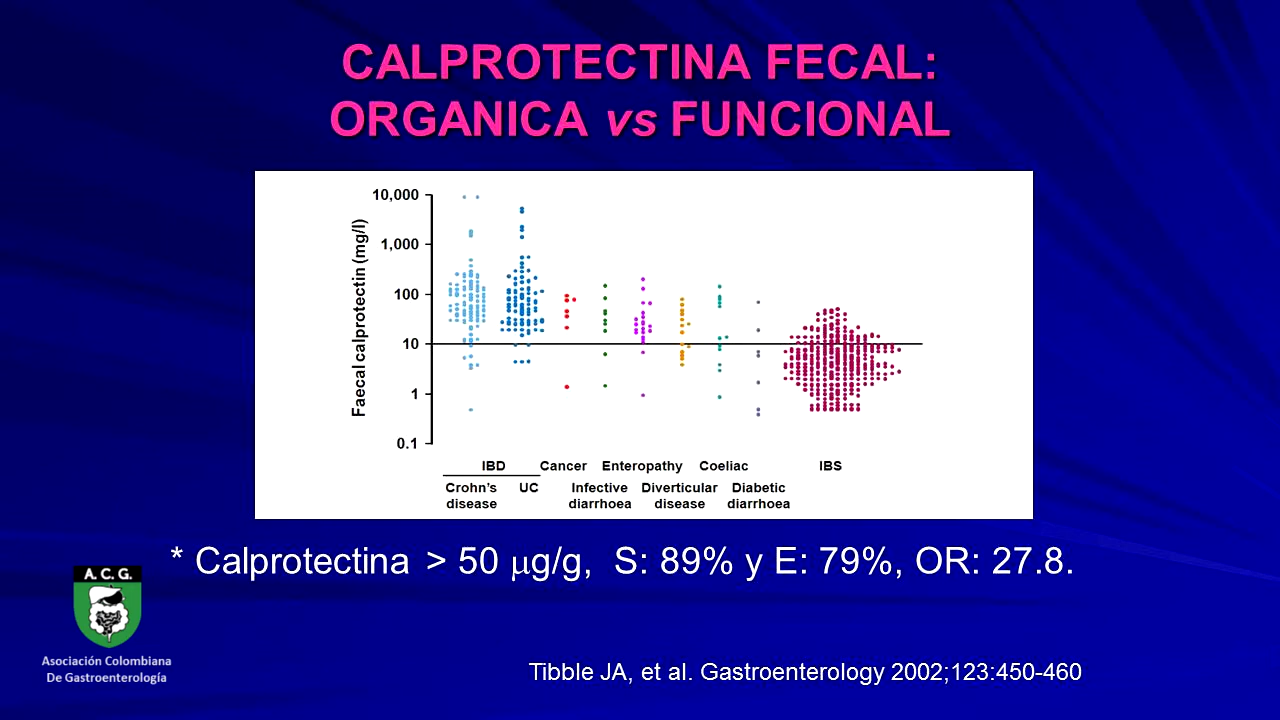 CALPROTECTINA FECAL:
ORGANICA vs FUNCIONAL
Faecal calprotectin (mg/l)
10,000
1,000
100
10
1
0.1
IBD Cancer Enteropathy Coeliac IBS
Crohn's disease UC Infective diarrhoea Diverticular disease Diabetic diarrhoea
* Calprotectina > 50 μg/g, S: 89% y E: 79%, OR: 27.8.
A. C. G.
Asociación Colombiana
De Gastroenterología
Tibble JA, et al. Gastroenterology 2002;123:450-460